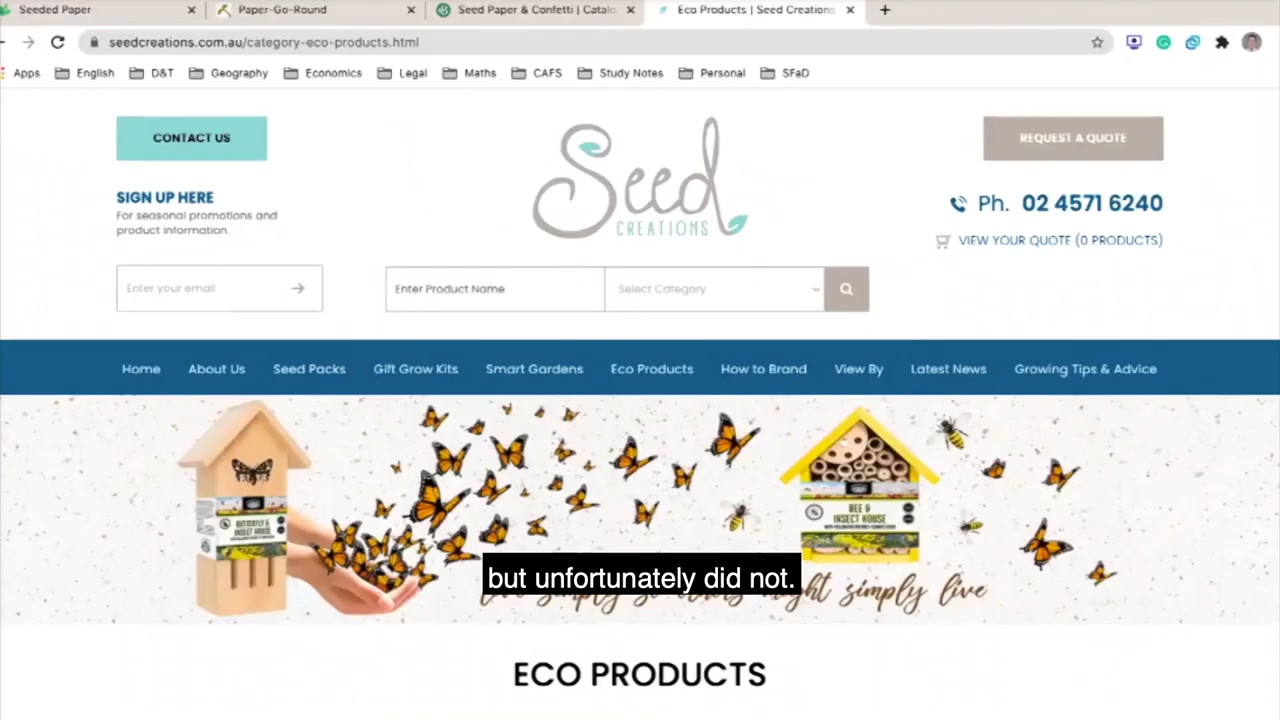 Seeded Paper
Paper-Go-Round
Seed Paper & Confetti | Catalo
Eco Products | Seed Creations
seedcreations.com.au/category-eco-products.html
Apps English D&T Geography Economics Legal Maths CAFS Study Notes Personal SFaD
CONTACT US
REQUEST A QUOTE
Seed
CREATIONS
SIGN UP HERE
For seasonal promotions and
product information.
Ph. 02 4571 6240
VIEW YOUR QUOTE (0 PRODUCTS)
Enter your email
Enter Product Name
Select Category
Home About Us Seed Packs Gift Grow Kits Smart Gardens Eco Products How to Brand View By Latest News Growing Tips & Advice
BUTTERFLY &
INSECT HOUSE
BEE &
INSECT HOUSE
but unfortunately did not.
might simply live
ECO PRODUCTS